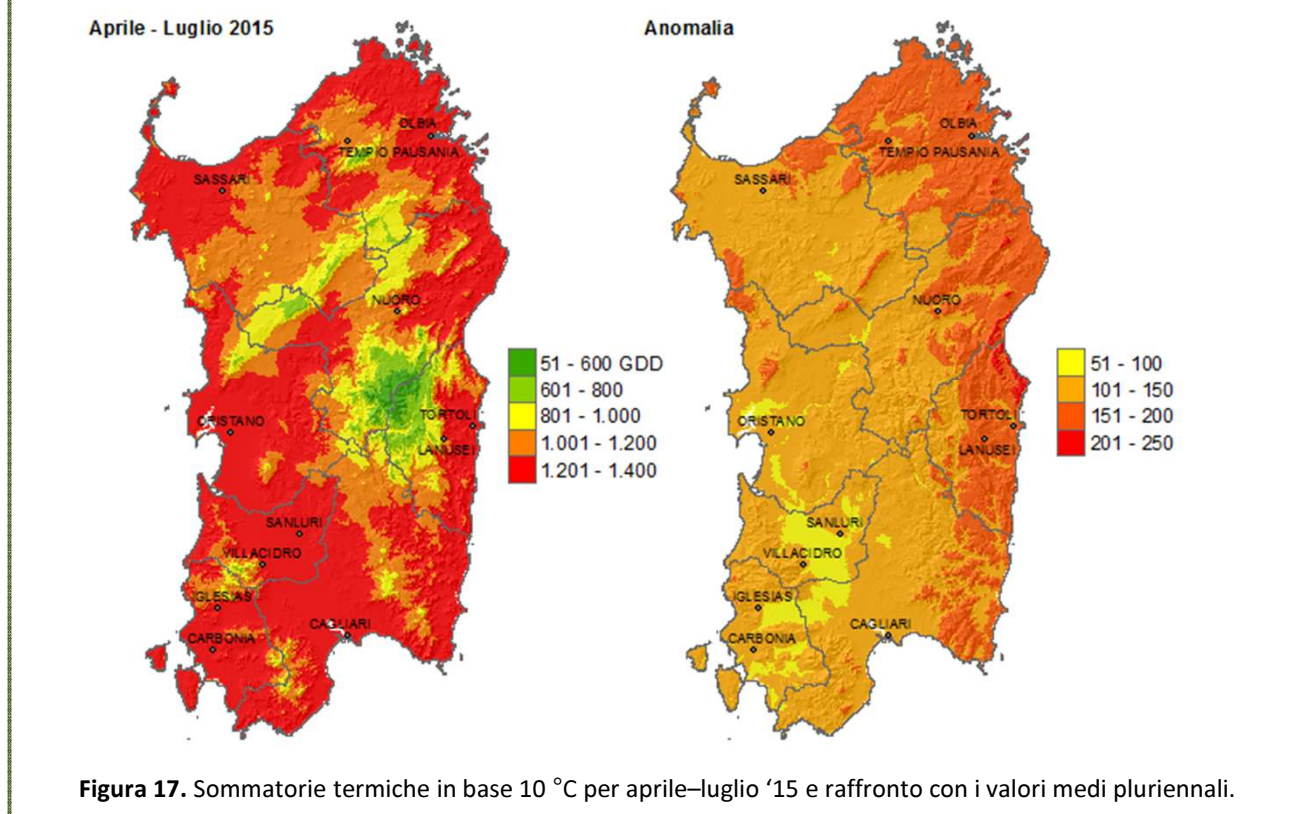 Aprile - Luglio 2015
OLBIA
TEMPIO PAUSANIA
SASSARI
NUORO
ORISTANO
TORTOLI
LANUSEI
SANLURI
VILLACIDRO
IGLESIAS
CAGLIARI
CARBONIA
51 - 600 GDD
601 - 800
801 - 1.000
1.001 - 1.200
1.201 - 1.400
Anomalia
OLBIA
TEMPIO PAUSANIA
SASSARI
NUORO
ORISTANO
TORTOLI
LANUSEI
SANLURI
VILLACIDRO
IGLESIAS
CAGLIARI
CARBONIA
51 - 100
101 - 150
151 - 200
201 - 250
Figura 17. Sommatorie termiche in base 10 °C per aprile–luglio ‘15 e raffronto con i valori medi pluriennali.